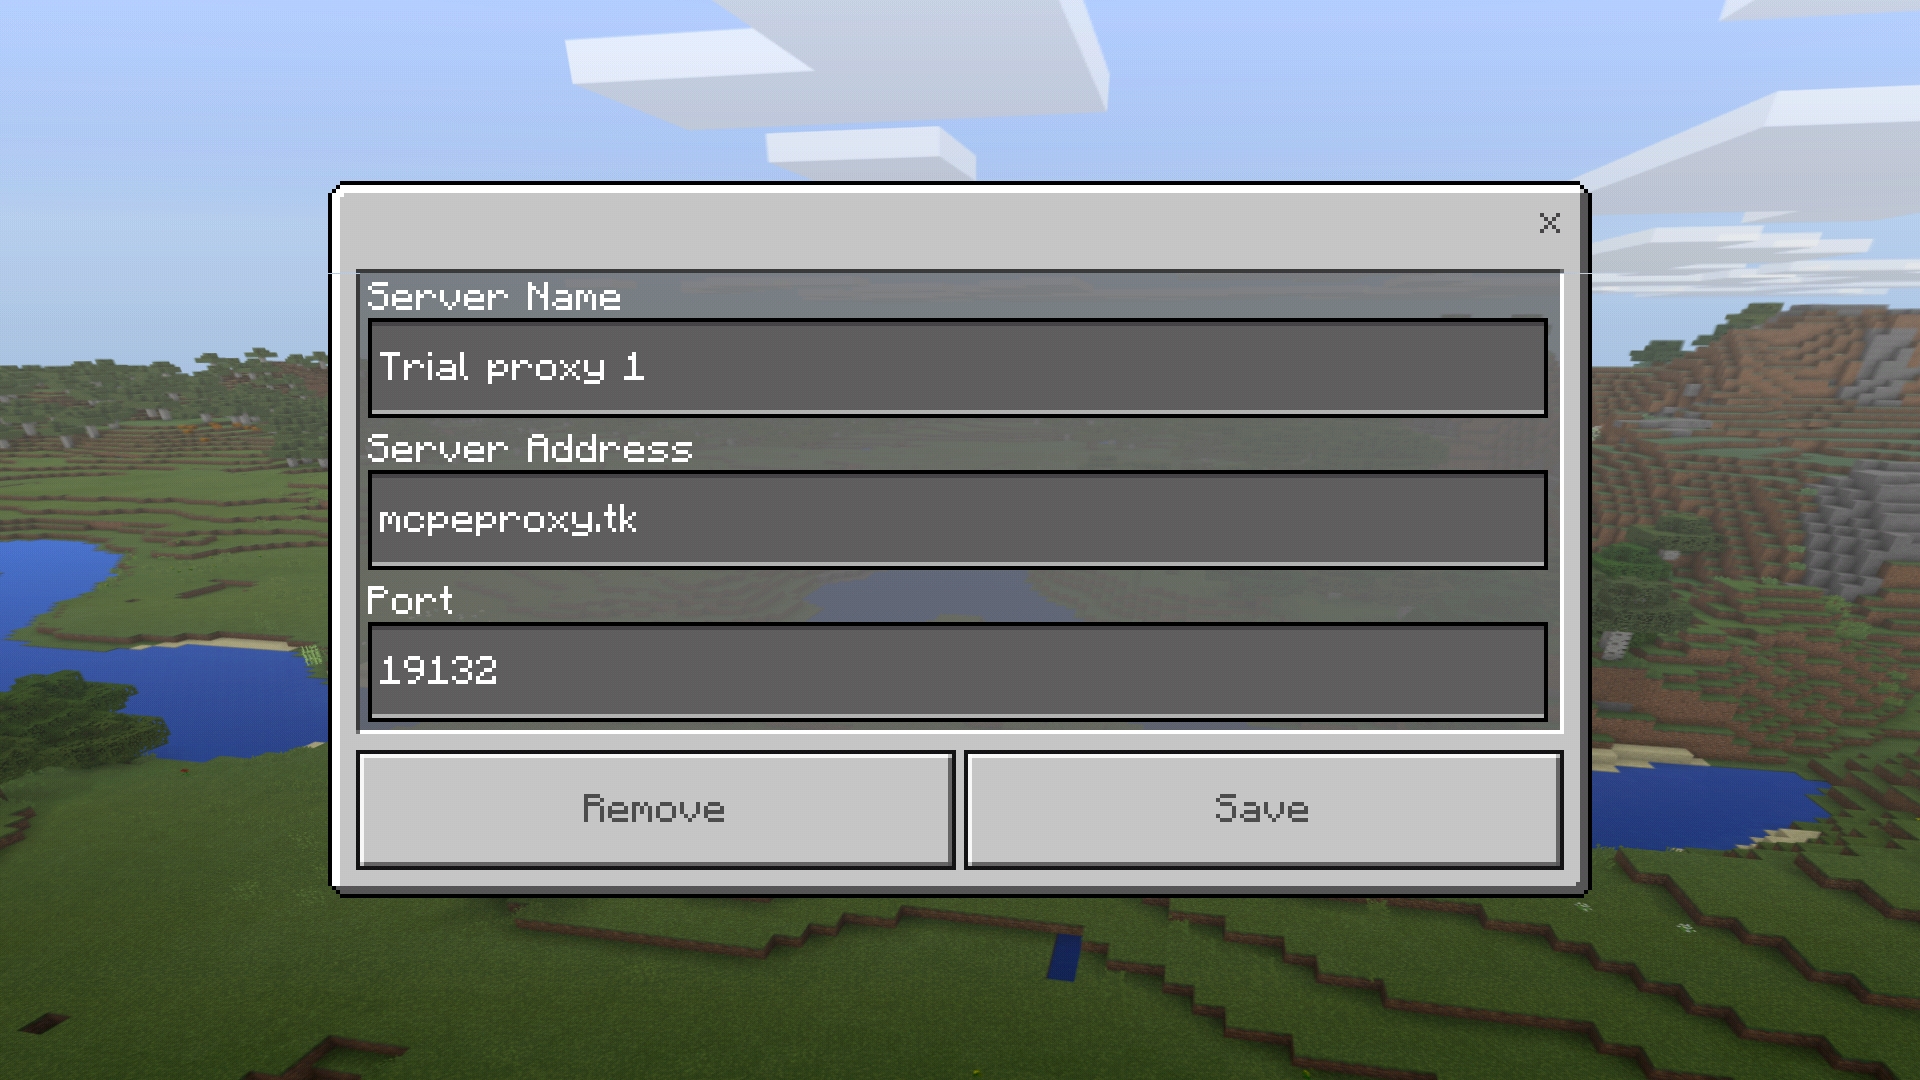 Server Name
Trial proxy 1
Server Address
mcpeproxy.tk
Port
19132
Remove
Save